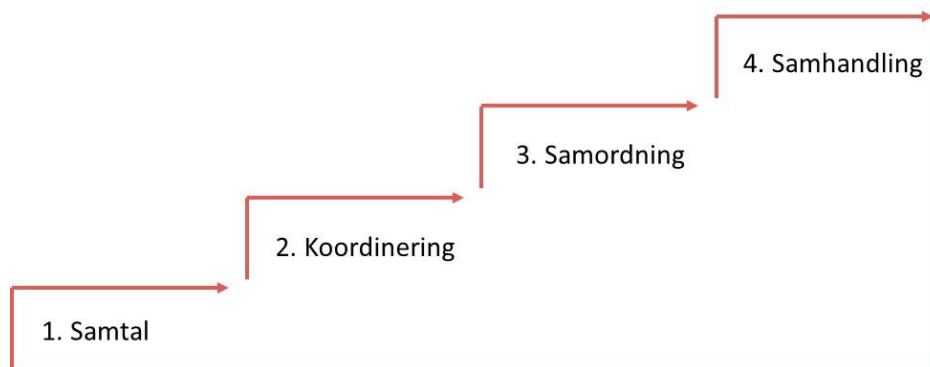 4. Samhandling
3. Samordning
2. Koordinering
1. Samtal